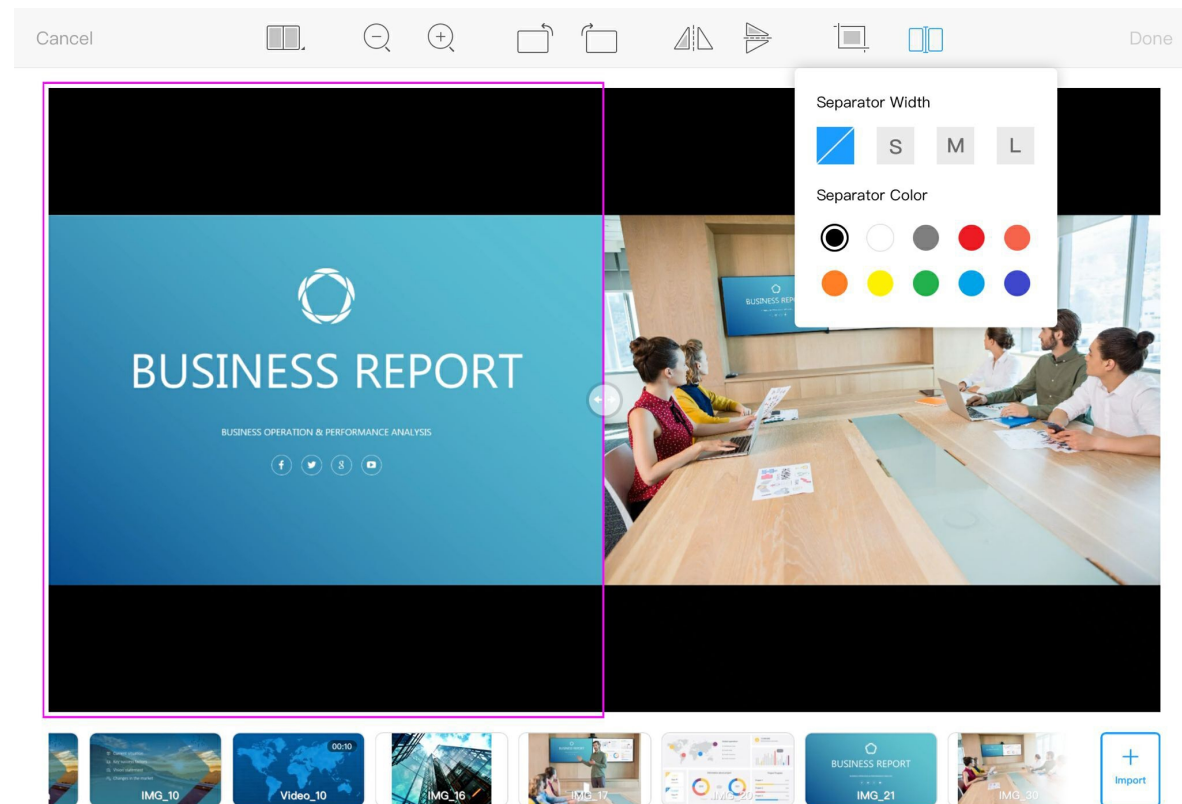 Cancel
Done
Separator Width
S M L
Separator Color
BUSINESS REPORT
BUSINESS OPERATION & PERFORMANCE ANALYSIS
BUSINESS REP
IMG_10
00:10
Video_10
IMG_16
IMG_17
IMG_20
BUSINESS REPORT
IMG_21
IMG_30
Import